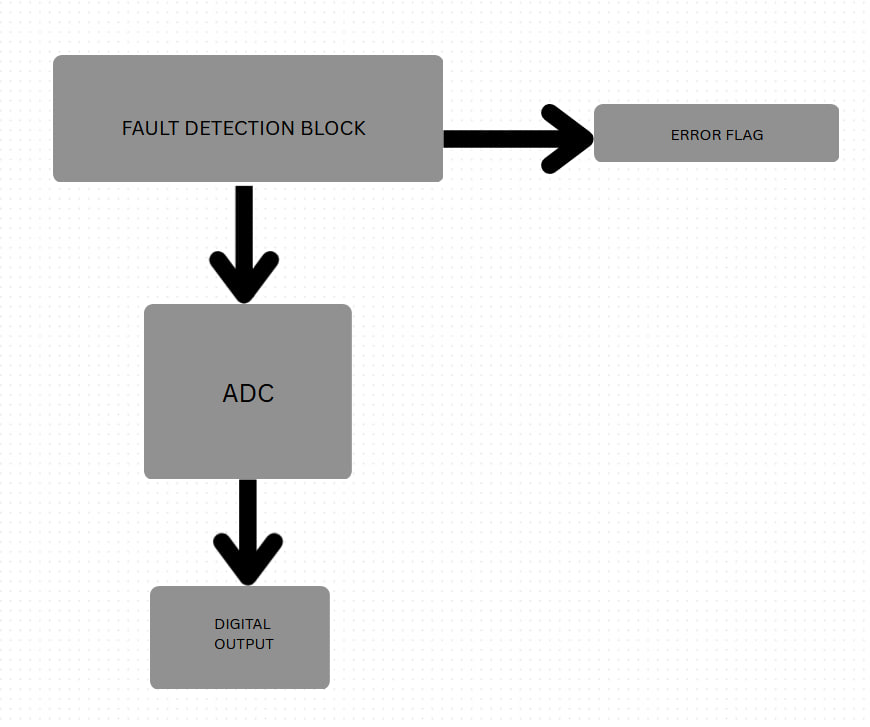 FAULT DETECTION BLOCK
ERROR FLAG
ADC
DIGITAL
OUTPUT